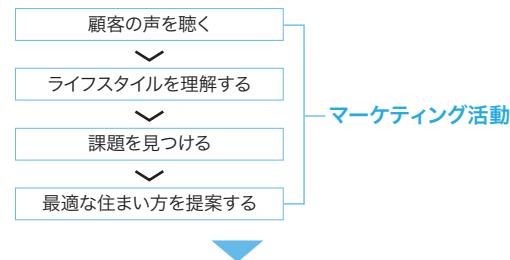 顧客の声を聴く
ライフスタイルを理解する
課題を見つける
最適な住まい方を提案する
マーケティング活動